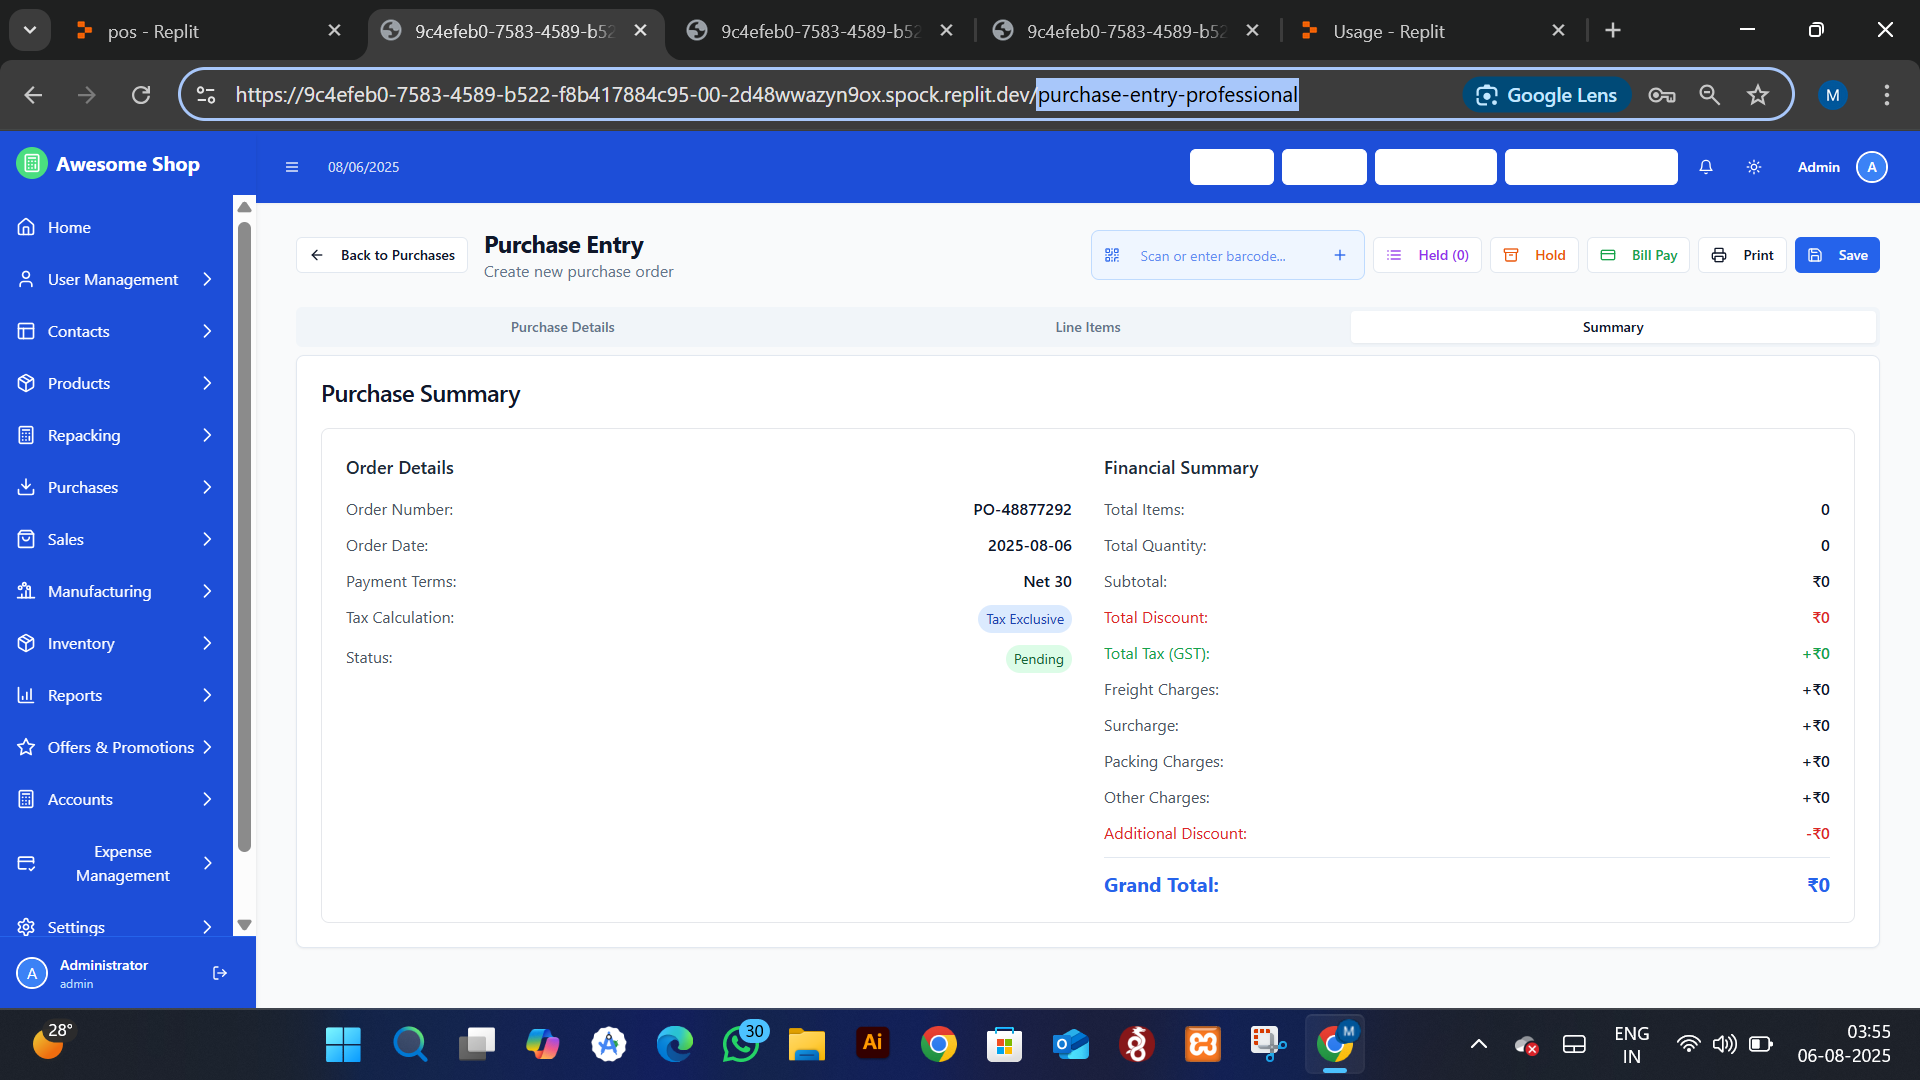 pos - Replit
9c4efeb0-7583-4589-b52
9c4efeb0-7583-4589-b52
9c4efeb0-7583-4589-b52
Usage - Replit
https://9c4efeb0-7583-4589-b522-f8b417884c95-00-2d48wwazyn9ox.spock.replit.dev/purchase-entry-professional
Google Lens
M
Awesome Shop
08/06/2025
Admin
A
Home
User Management
Contacts
Products
Repacking
Purchases
Sales
Manufacturing
Inventory
Reports
Offers & Promotions
Accounts
Expense
Management
Settings
A
Administrator
admin
Back to Purchases
Purchase Entry
Create new purchase order
Scan or enter barcode...
Held (0)
Hold
Bill Pay
Print
Save
Purchase Details
Line Items
Summary
Purchase Summary
Order Details
Order Number: PO-48877292
Order Date: 2025-08-06
Payment Terms: Net 30
Tax Calculation: Tax Exclusive
Status: Pending
Financial Summary
Total Items: 0
Total Quantity: 0
Subtotal: ₹0
Total Discount: ₹0
Total Tax (GST): +₹0
Freight Charges: +₹0
Surcharge: +₹0
Packing Charges: +₹0
Other Charges: +₹0
Additional Discount: -₹0
Grand Total: ₹0
28°
30
Ai
M
ENG
IN
03:55
06-08-2025